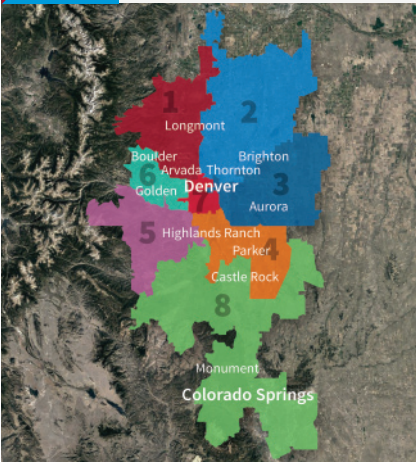 1
2
Longmont
Boulder
Brighton
6
Arvada
Thornton
3
Golden
Denver
7
Aurora
5
Highlands Ranch
4
Parker
Castle Rock
8
Monument
Colorado Springs